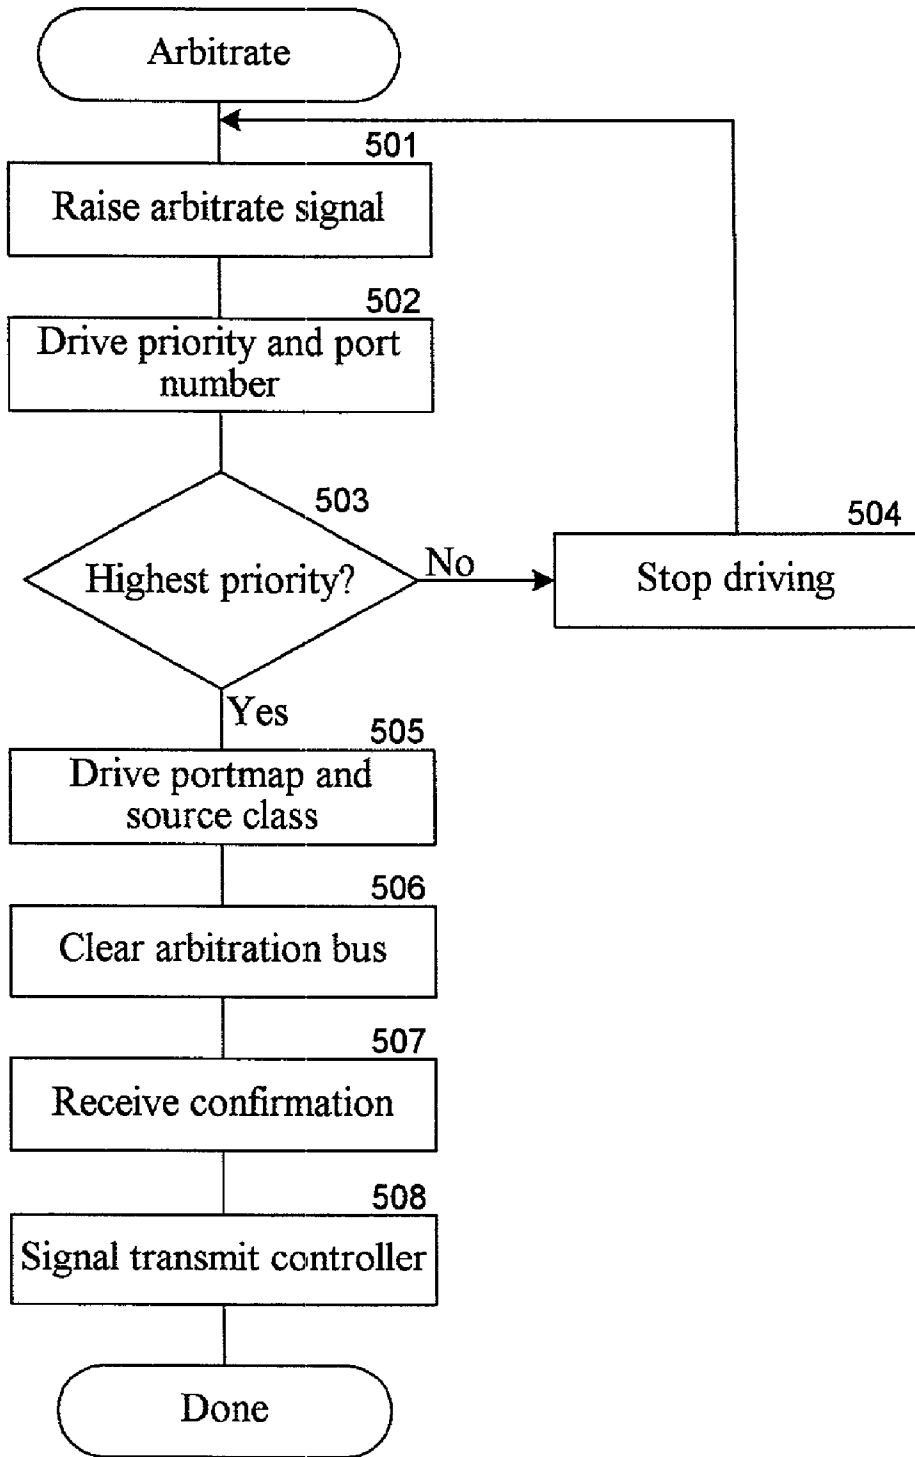 Arbitrate
501
Raise arbitrate signal
502
Drive priority and port
number
503
Highest priority?
No
504
Stop driving
Yes
505
Drive portmap and
source class
506
Clear arbitration bus
507
Receive confirmation
508
Signal transmit controller
Done